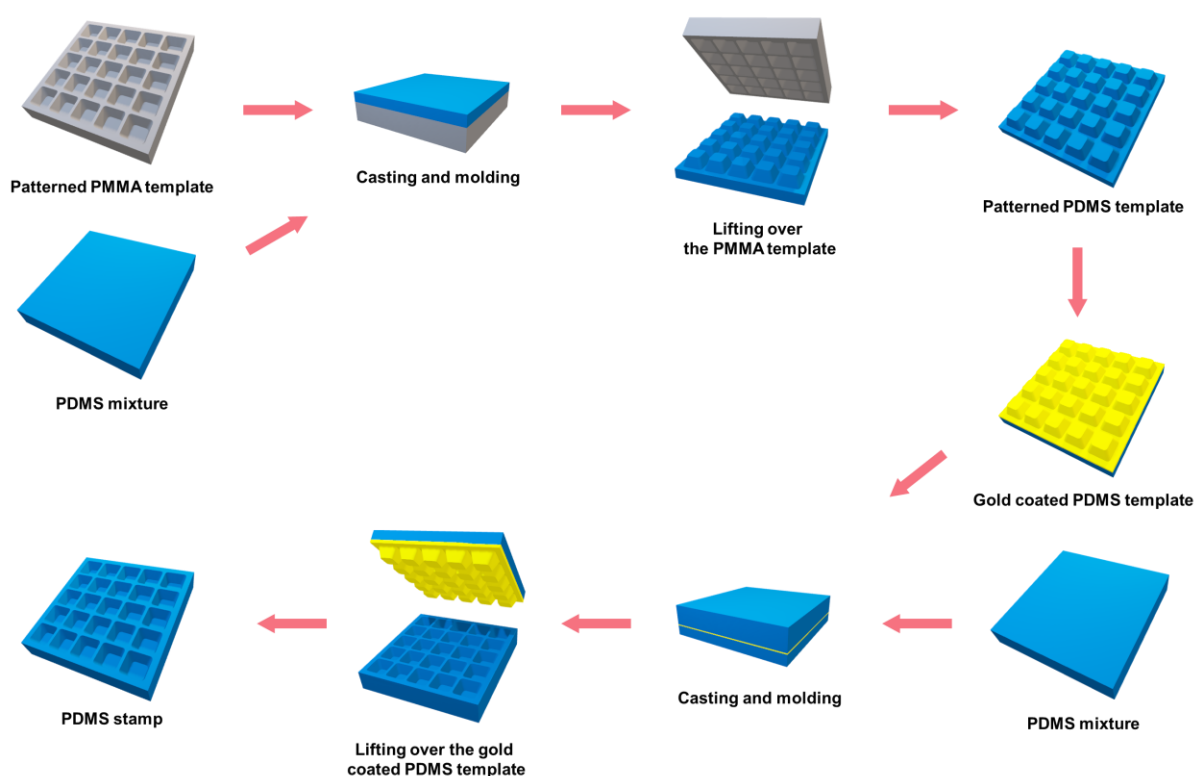 Patterned PMMA template
Casting and molding
Lifting over
the PMMA template
Patterned PDMS template
PDMS mixture
Gold coated PDMS template
PDMS mixture
Casting and molding
Lifting over the gold
coated PDMS template
PDMS stamp